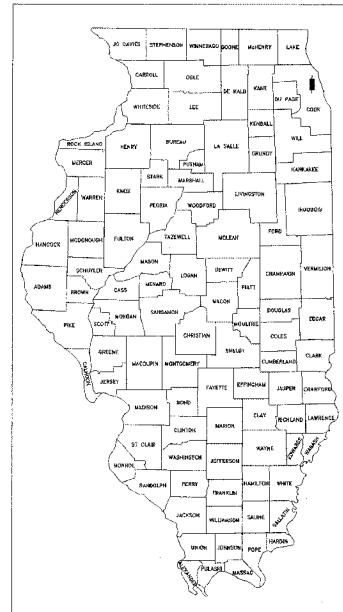 JO DAVIES STEPHENSON WINNEBAGO BOONE McHENRY LAKE
CARROLL OGLE DE KALB KANE COOK
DU PAGE
WHITESIDE LEE
KENDALL
WILL
ROCK ISLAND HENRY BUREAU LA SALLE GRUNDY
MERCER PUTNAM KANKAKEE
STARK MARSHALL
HENDERSON WARREN KNOX LIVINGSTON
PEORIA WOODFORD IROQUOIS
FORD
HANCOCK McDONOUGH FULTON TAZEWELL McLEAN
MASON
SCHUYLER LOGAN DEWITT CHAMPAIGN VERMILION
ADAMS BROWN CASS MENARD PIATT
MACON
MORGAN SANGAMON DOUGLAS
PIKE SCOTT MOULTRIE EDGAR
CHRISTIAN COLES
SHELBY
GREENE CUMBERLAND CLARK
CALHOUN MACOUPIN MONTGOMERY
JERSEY FAYETTE EFFINGHAM JASPER CRAWFORD
BOND
MADISON CLAY
MARION RICHLAND LAWRENCE
CLINTON
ST CLAIR WAYNE EDWARDS WABASH
WASHINGTON JEFFERSON
MONROE
RANDOLPH PERRY HAMILTON WHITE
FRANKLIN
JACKSON WILLIAMSON SALINE GALLATIN
UNION JOHNSON POPE HARDIN
ALEXANDER PULASKI MASSAC